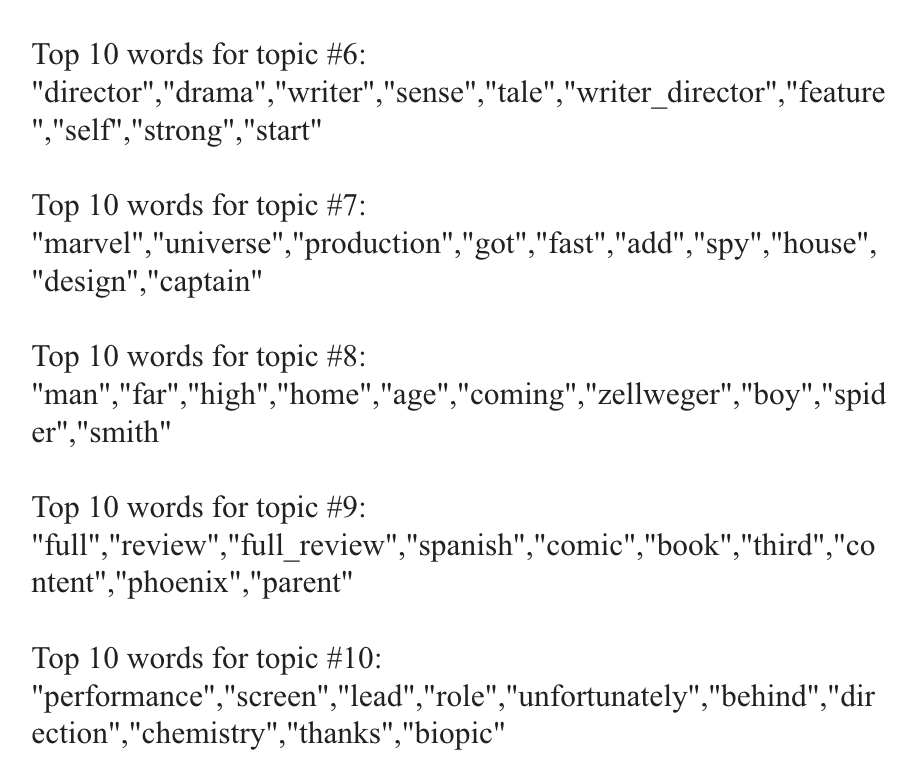 Top 10 words for topic #6:
"director","drama","writer","sense","tale","writer_director","feature
","self","strong","start"
Top 10 words for topic #7:
"marvel","universe","production","got","fast","add","spy","house",
"design","captain"
Top 10 words for topic #8:
"man","far","high","home","age","coming","zellweger","boy","spid
er","smith"
Top 10 words for topic #9:
"full","review","full_review","spanish","comic","book","third","co
ntent","phoenix","parent"
Top 10 words for topic #10:
"performance","screen","lead","role","unfortunately","behind","dir
ection","chemistry","thanks","biopic"